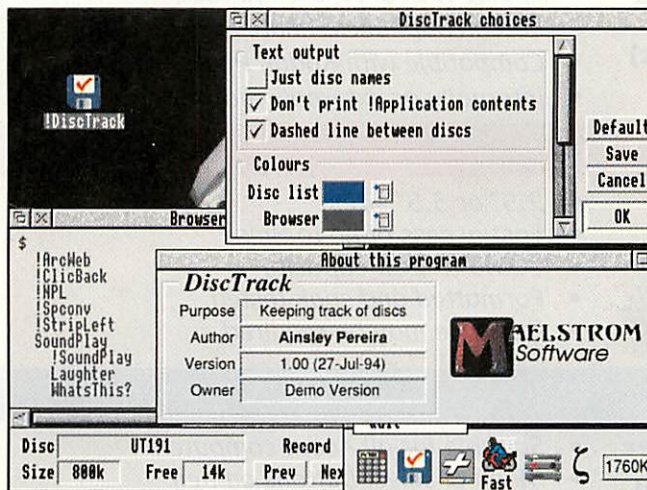 DiscTrack choices
Text output
Just disc names
Don't print !Application contents
Dashed line between discs
Colours
Disc list
Browser
Default
Save
Cancel
OK
!DiscTrack
Browser
$
!ArcWeb
!ClicBack
!HPL
!Spconv
!StripLeft
SoundPlay
!SoundPlay
Laughter
WhatsThis?
About this program
DiscTrack
Purpose Keeping track of discs
Author Ainsley Pereira
Version 1.00 (27-Jul-94)
Owner Demo Version
MAELSTROM
Software
Disc UT191 Record
Size 800k Free 14k Prev Nex
Fast
1760K